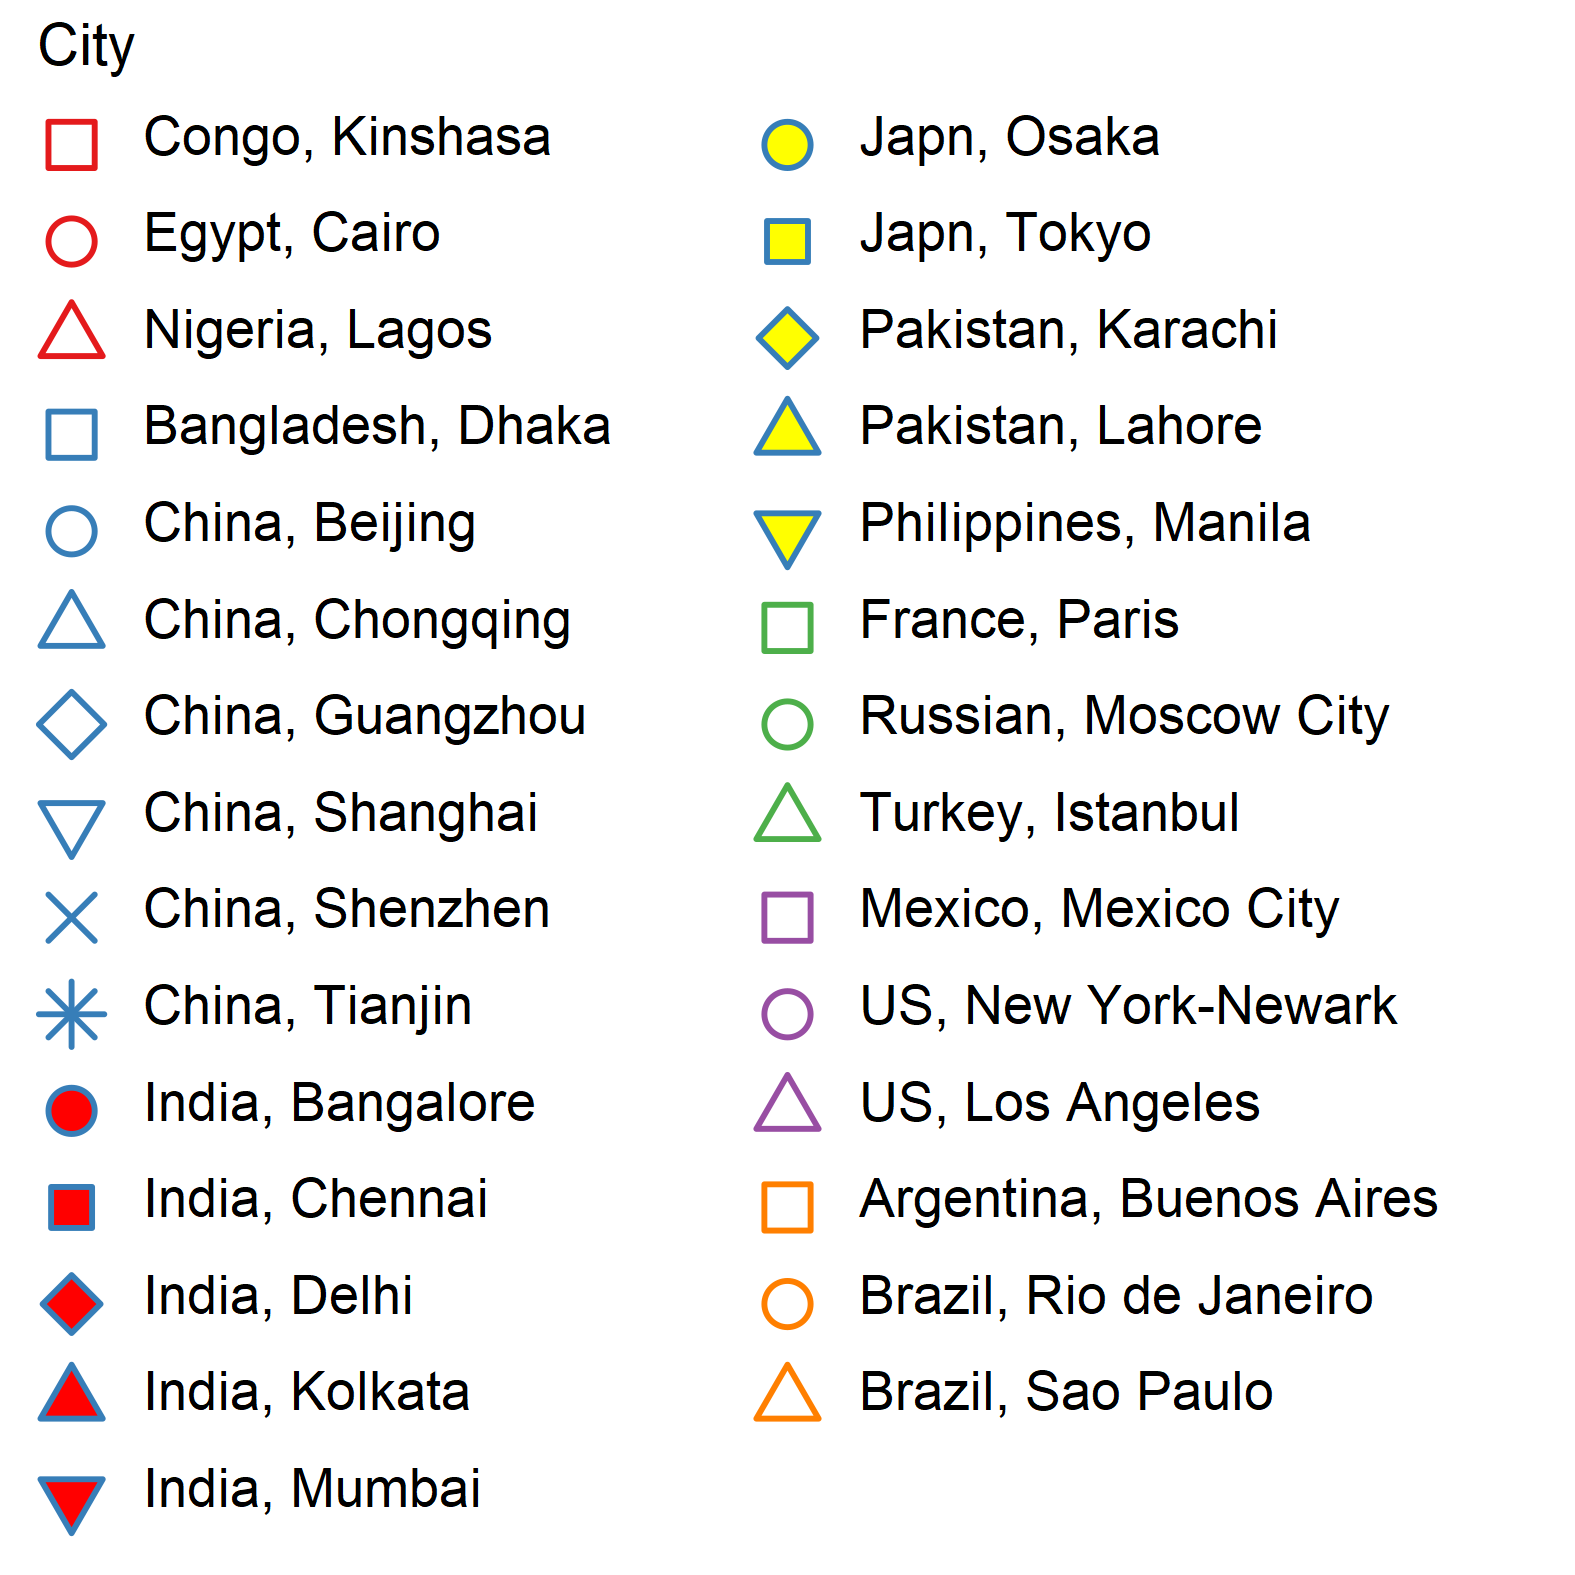 City
Congo, Kinshasa
Egypt, Cairo
Nigeria, Lagos
Bangladesh, Dhaka
China, Beijing
China, Chongqing
China, Guangzhou
China, Shanghai
China, Shenzhen
China, Tianjin
India, Bangalore
India, Chennai
India, Delhi
India, Kolkata
India, Mumbai
Japn, Osaka
Japn, Tokyo
Pakistan, Karachi
Pakistan, Lahore
Philippines, Manila
France, Paris
Russian, Moscow City
Turkey, Istanbul
Mexico, Mexico City
US, New York-Newark
US, Los Angeles
Argentina, Buenos Aires
Brazil, Rio de Janeiro
Brazil, Sao Paulo